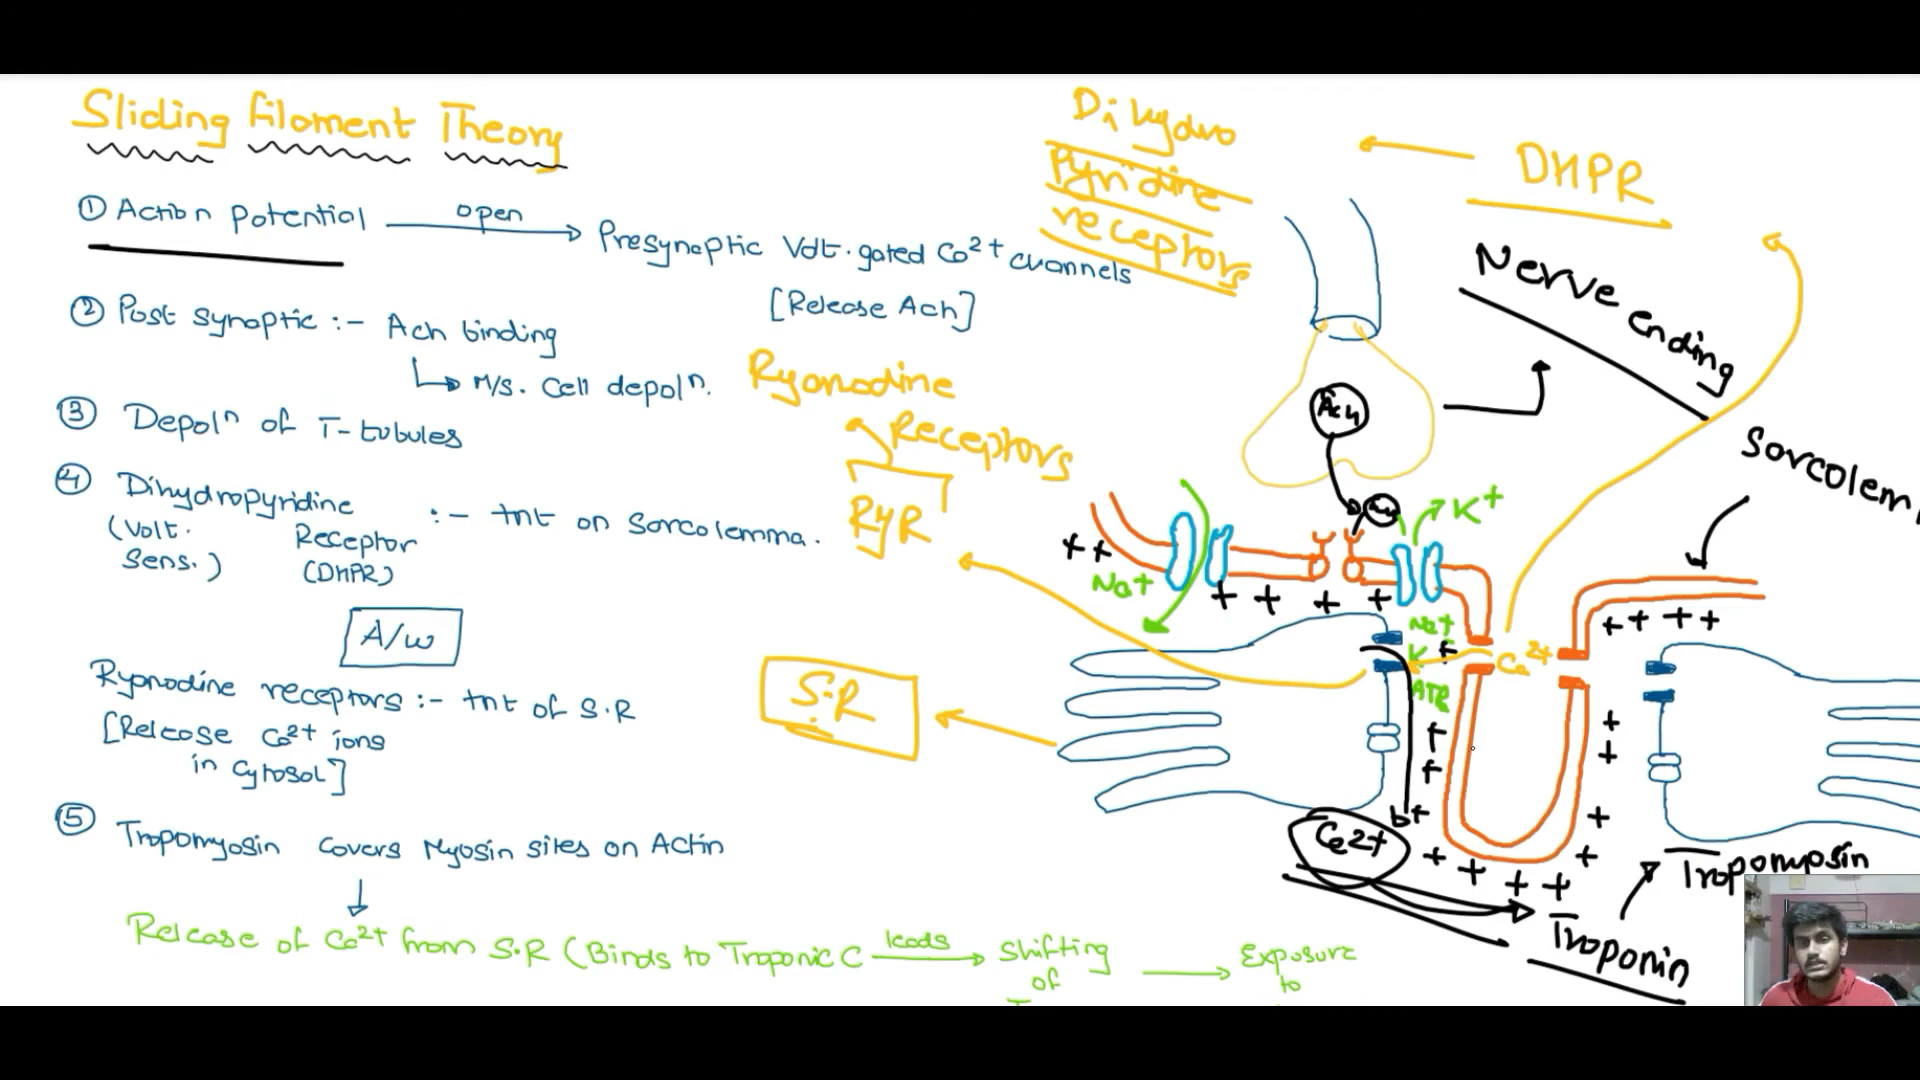 Sliding filament Theory
① Action Potential open Presynaptic Volt. gated Ca2+ channels
[Release Ach]
② Post synaptic :- Ach binding
M/S. Cell depoln.
③ Depoln of T-tubules
④ Dihydropyridine :- tnt on Sarcolemma.
(Volt. Receptor
Sens.) (DHPR)
A/w
Ryanodine receptors :- tnt of S.R
[Release Ca2+ ions
in Cytosol]
⑤ Tropomyosin covers Myosin sites on Actin
Release of Ca2+ from S.R (Binds to Troponic C leads Shifting
of
Exposure
to
Dihydro
Pyridine
receptors
DHPR
Nerve ending
Ryanodine
Receptors
RyR
S.R
Ach
K+
Na+
Sarcolem
++
+ + + +
Na+
K
ATP
Ca2+
+ + + +
Ca2+
Troponin
Tropomyosin